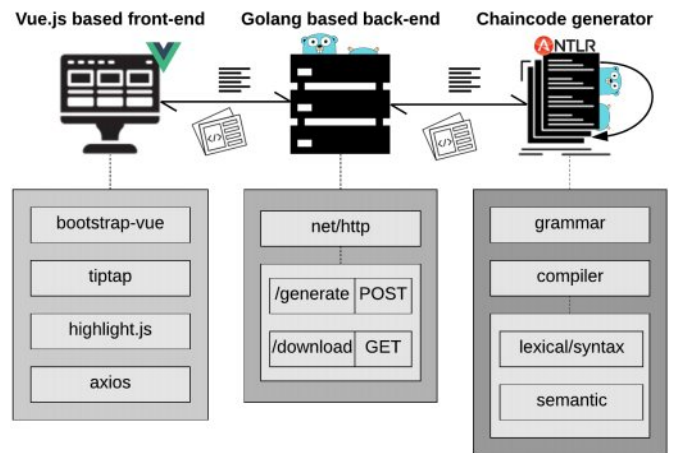 Vue.js based front-end
Golang based back-end
Chaincode generator
ANTLR
</>
</>
bootstrap-vue
tiptap
highlight.js
axios
net/http
/generate POST
/download GET
grammar
compiler
lexical/syntax
semantic